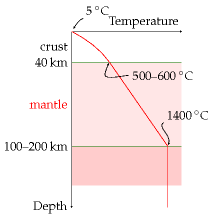 5 °C
Temperature
crust
40 km
500–600 °C
mantle
1400 °C
100–200 km
Depth